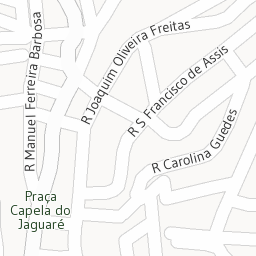 R Manuel Ferreira Barbosa
R Joaquim Oliveira Freitas
R S Francisco de Assis
R Carolina Guedes
Praça
Capela do
Jaguaré